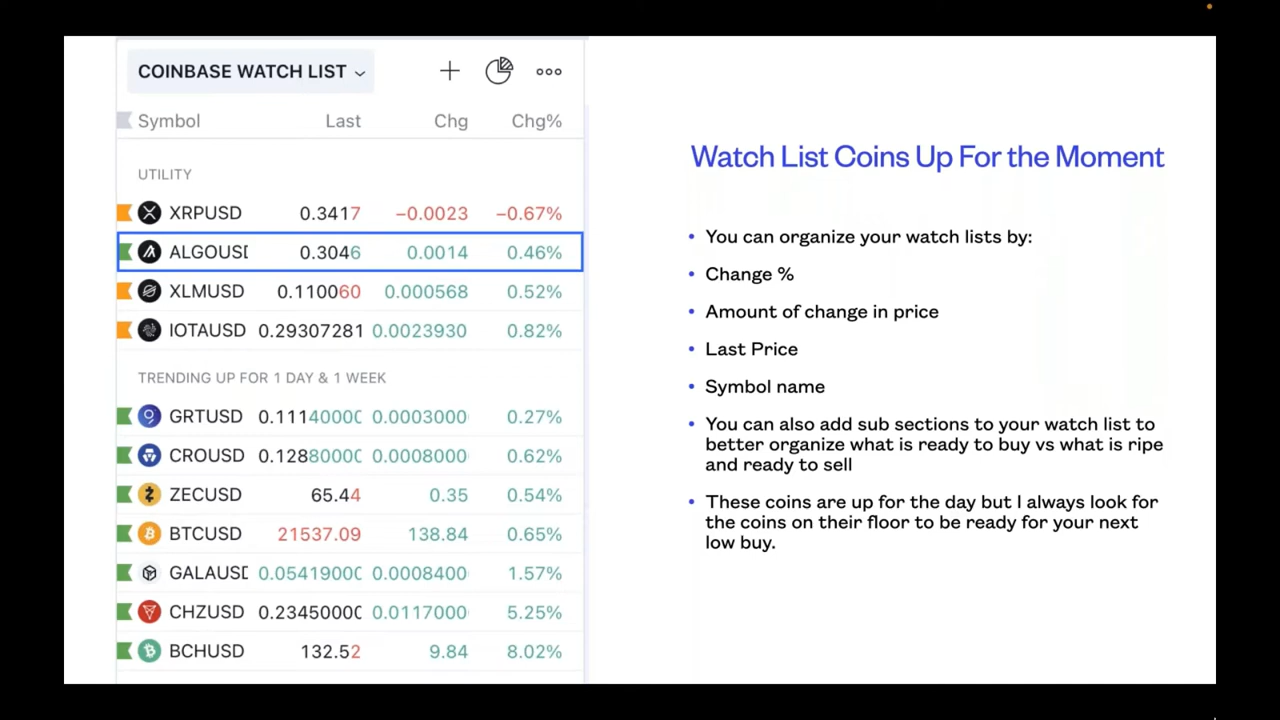 COINBASE WATCH LIST
Symbol Last Chg Chg%
UTILITY
XRPUSD 0.3417 −0.0023 −0.67%
ALGOUSD 0.3046 0.0014 0.46%
XLMUSD 0.110060 0.000568 0.52%
IOTAUSD 0.29307281 0.0023930 0.82%
TRENDING UP FOR 1 DAY & 1 WEEK
GRTUSD 0.11140000 0.0003000 0.27%
CROUSD 0.12880000 0.0008000 0.62%
ZECUSD 65.44 0.35 0.54%
BTCUSD 21537.09 138.84 0.65%
GALAUSD 0.05419000 0.0008400 1.57%
CHZUSD 0.23450000 0.0117000 5.25%
BCHUSD 132.52 9.84 8.02%
Watch List Coins Up For the Moment
• You can organize your watch lists by:
• Change %
• Amount of change in price
• Last Price
• Symbol name
• You can also add sub sections to your watch list to
better organize what is ready to buy vs what is ripe
and ready to sell
• These coins are up for the day but I always look for
the coins on their floor to be ready for your next
low buy.